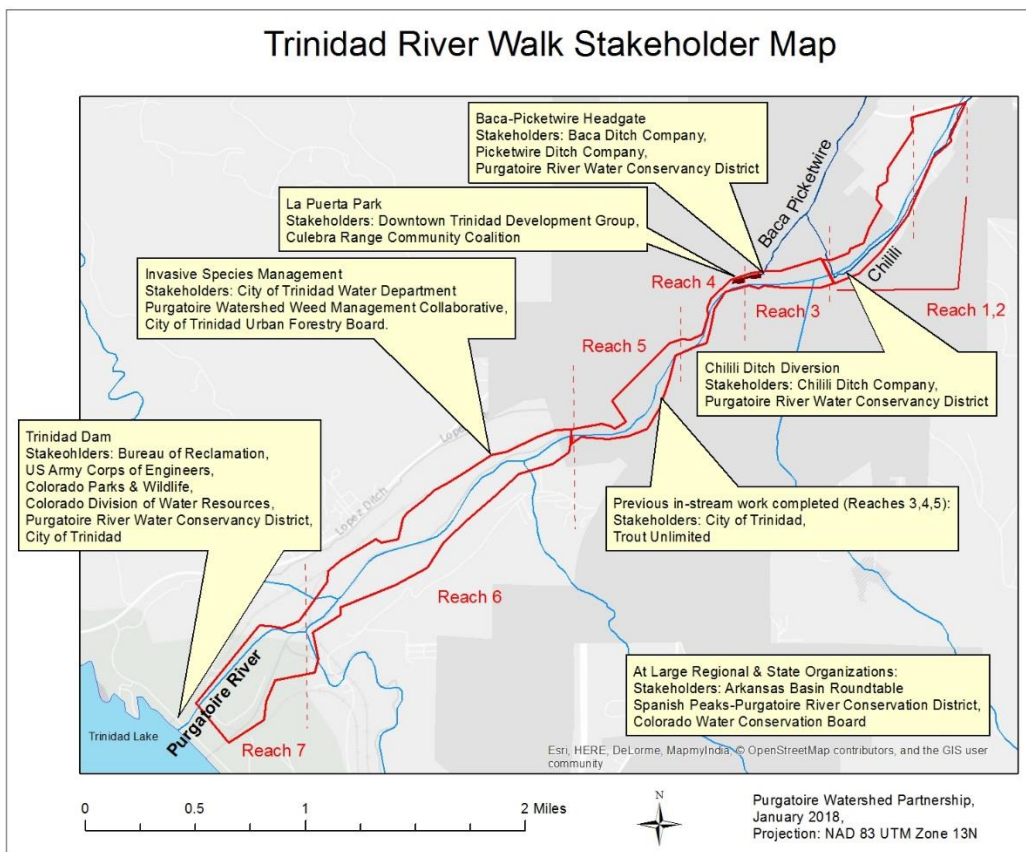 Trinidad River Walk Stakeholder Map
Baca-Picketwire Headgate
Stakeholders: Baca Ditch Company,
Picketwire Ditch Company,
Purgatoire River Water Conservancy District
La Puerta Park
Stakeholders: Downtown Trinidad Development Group,
Culebra Range Community Coalition
Invasive Species Management
Stakeholders: City of Trinidad Water Department
Purgatoire Watershed Weed Management Collaborative,
City of Trinidad Urban Forestry Board.
Baca Picketwire
Chilili
Reach 4
Reach 3
Reach 1,2
Reach 5
Chilili Ditch Diversion
Stakeholders: Chilili Ditch Company,
Purgatoire River Water Conservancy District
Trinidad Dam
Stakeohlders: Bureau of Reclamation,
US Army Corps of Engineers,
Colorado Parks & Wildlife,
Colorado Division of Water Resources,
Purgatoire River Water Conservancy District,
City of Trinidad
Lopez
Lopez Ditch
Previous in-stream work completed (Reaches 3,4,5):
Stakeholders: City of Trinidad,
Trout Unlimited
Reach 6
At Large Regional & State Organizations:
Stakeholders: Arkansas Basin Roundtable
Spanish Peaks-Purgatoire River Conservation District,
Colorado Water Conservation Board
Purgatoire River
Trinidad Lake
Reach 7
Esri, HERE, DeLorme, MapmyIndia, © OpenStreetMap contributors, and the GIS user
community
0 0.5 1 2 Miles
N
Purgatoire Watershed Partnership,
January 2018,
Projection: NAD 83 UTM Zone 13N